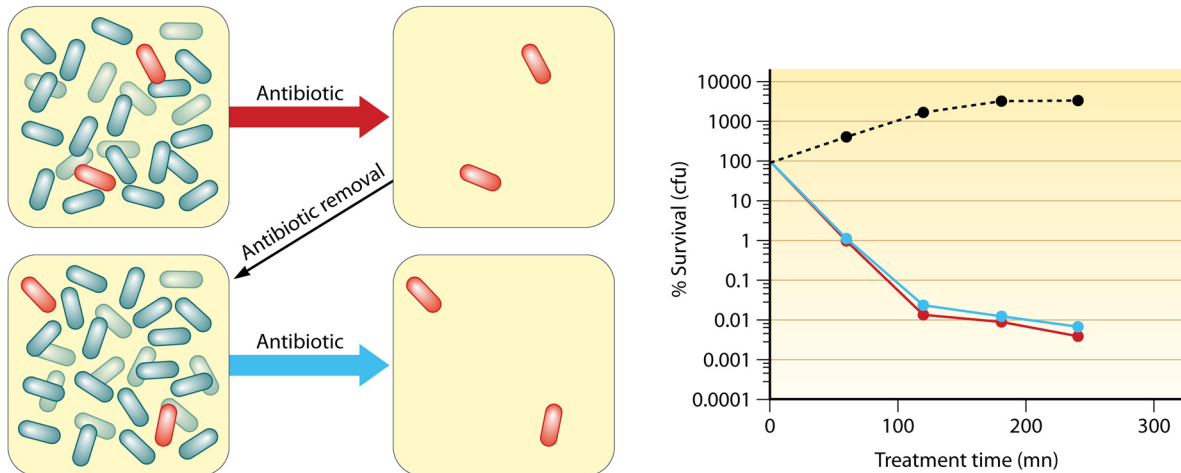 Antibiotic
Antibiotic removal
Antibiotic
% Survival (cfu)
10000
1000
100
10
1
0.1
0.01
0.001
0.0001
0
100
200
300
Treatment time (mn)